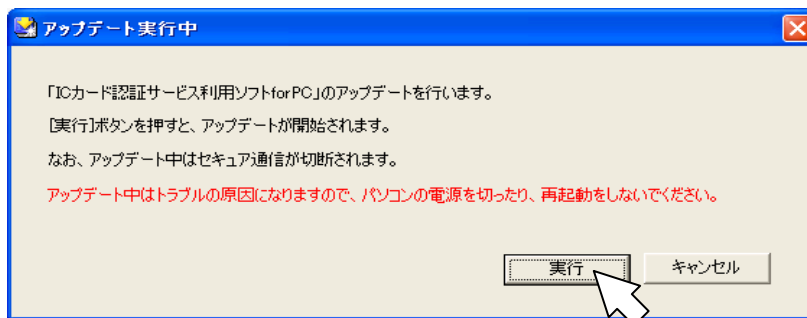 アップデート実行中
「ICカード認証サービス利用ソフトforPC」のアップデートを行います。
[実行]ボタンを押すと、アップデートが開始されます。
なお、アップデート中はセキュア通信が切断されます。
アップデート中はトラブルの原因になりますので、パソコンの電源を切ったり、再起動をしないでください。
実行
キャンセル